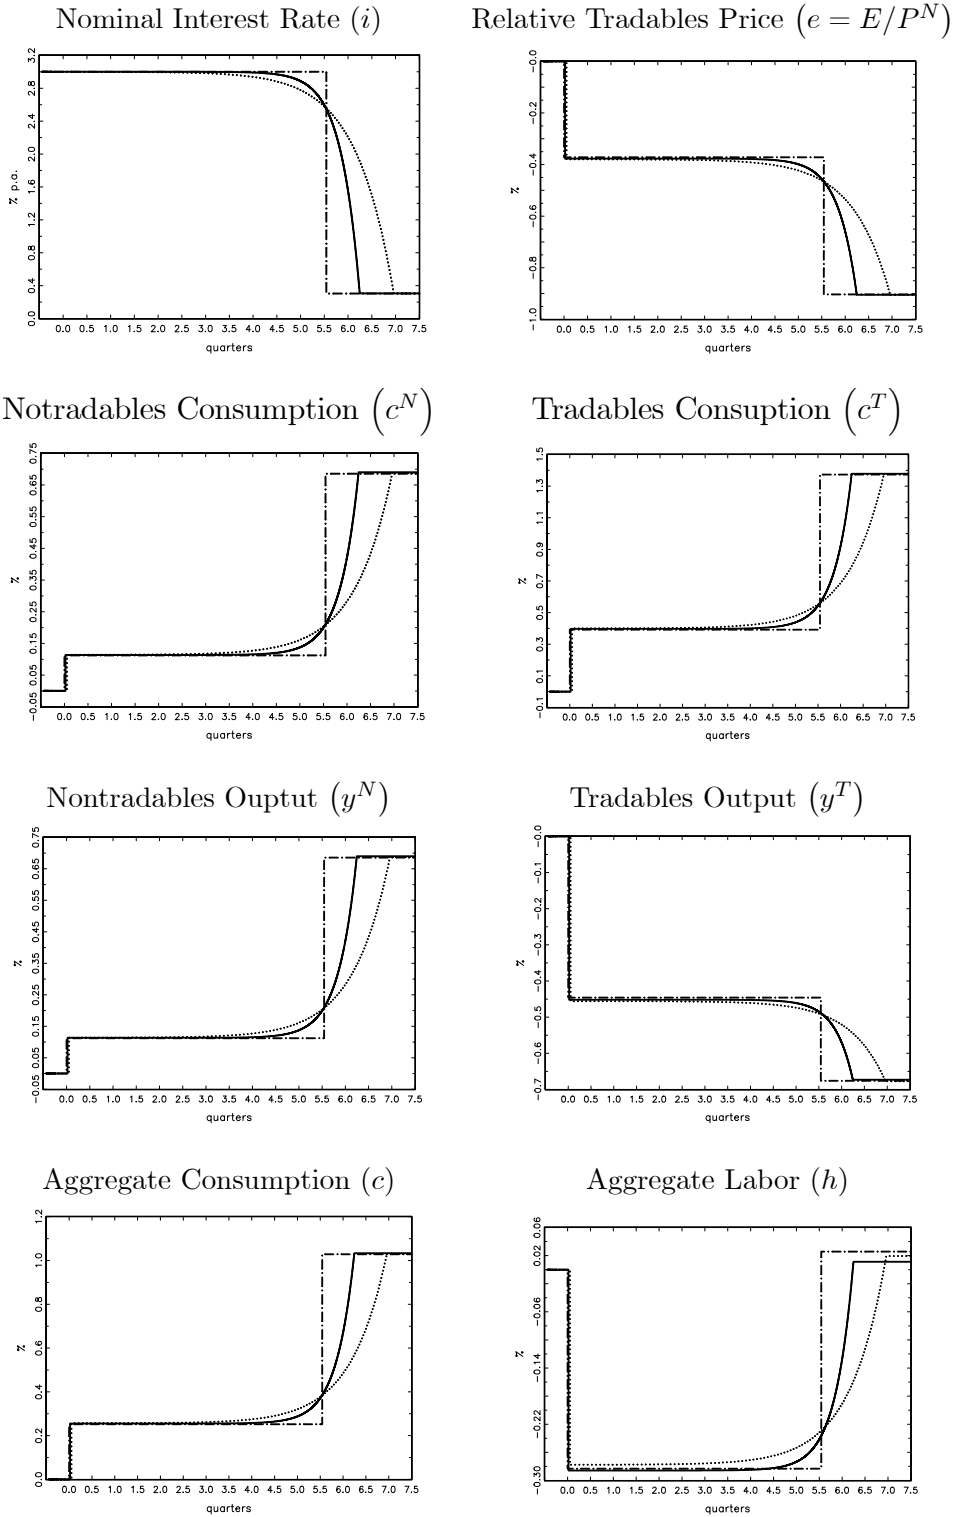 Nominal Interest Rate (i)
Relative Tradables Price (e = E/P^N)
3.2
2.8
2.4
2.0
1.6
1.2
0.8
0.4
0.0
% p.a.
0.0 0.5 1.0 1.5 2.0 2.5 3.0 3.5 4.0 4.5 5.0 5.5 6.0 6.5 7.0 7.5
quarters
-0.0
-0.2
-0.4
-0.6
-0.8
-1.0
%
0.0 0.5 1.0 1.5 2.0 2.5 3.0 3.5 4.0 4.5 5.0 5.5 6.0 6.5 7.0 7.5
quarters
Notradables Consumption (c^N)
Tradables Consuption (c^T)
0.75
0.65
0.55
0.45
0.35
0.25
0.15
0.05
-0.05
%
0.0 0.5 1.0 1.5 2.0 2.5 3.0 3.5 4.0 4.5 5.0 5.5 6.0 6.5 7.0 7.5
quarters
1.5
1.3
1.1
0.9
0.7
0.5
0.3
0.1
-0.1
%
0.0 0.5 1.0 1.5 2.0 2.5 3.0 3.5 4.0 4.5 5.0 5.5 6.0 6.5 7.0 7.5
quarters
Nontradables Ouptut (y^N)
Tradables Output (y^T)
0.75
0.65
0.55
0.45
0.35
0.25
0.15
0.05
-0.05
%
0.0 0.5 1.0 1.5 2.0 2.5 3.0 3.5 4.0 4.5 5.0 5.5 6.0 6.5 7.0 7.5
quarters
-0.0
-0.1
-0.2
-0.3
-0.4
-0.5
-0.6
-0.7
%
0.0 0.5 1.0 1.5 2.0 2.5 3.0 3.5 4.0 4.5 5.0 5.5 6.0 6.5 7.0 7.5
quarters
Aggregate Consumption (c)
Aggregate Labor (h)
1.2
1.0
0.8
0.6
0.4
0.2
0.0
%
0.0 0.5 1.0 1.5 2.0 2.5 3.0 3.5 4.0 4.5 5.0 5.5 6.0 6.5 7.0 7.5
quarters
0.06
0.02
-0.06
-0.14
-0.22
-0.30
%
0.0 0.5 1.0 1.5 2.0 2.5 3.0 3.5 4.0 4.5 5.0 5.5 6.0 6.5 7.0 7.5
quarters